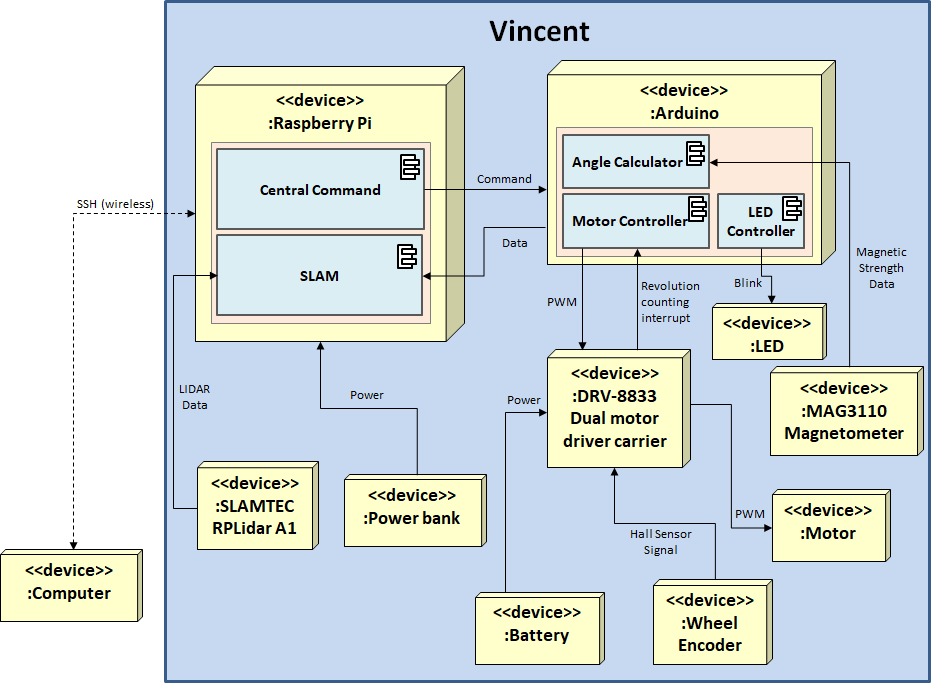 Vincent
<<device>>
:Raspberry Pi
Central Command
SLAM
<<device>>
:Arduino
Angle Calculator
Motor Controller
LED
Controller
Command
Data
SSH (wireless)
PWM
Revolution
counting
interrupt
Blink
Magnetic
Strength
Data
<<device>>
:LED
<<device>>
:DRV-8833
Dual motor
driver carrier
<<device>>
:MAG3110
Magnetometer
LIDAR
Data
Power
Power
<<device>>
:SLAMTEC
RPLidar A1
<<device>>
:Power bank
PWM
<<device>>
:Motor
Hall Sensor
Signal
<<device>>
:Computer
<<device>>
:Battery
<<device>>
:Wheel
Encoder